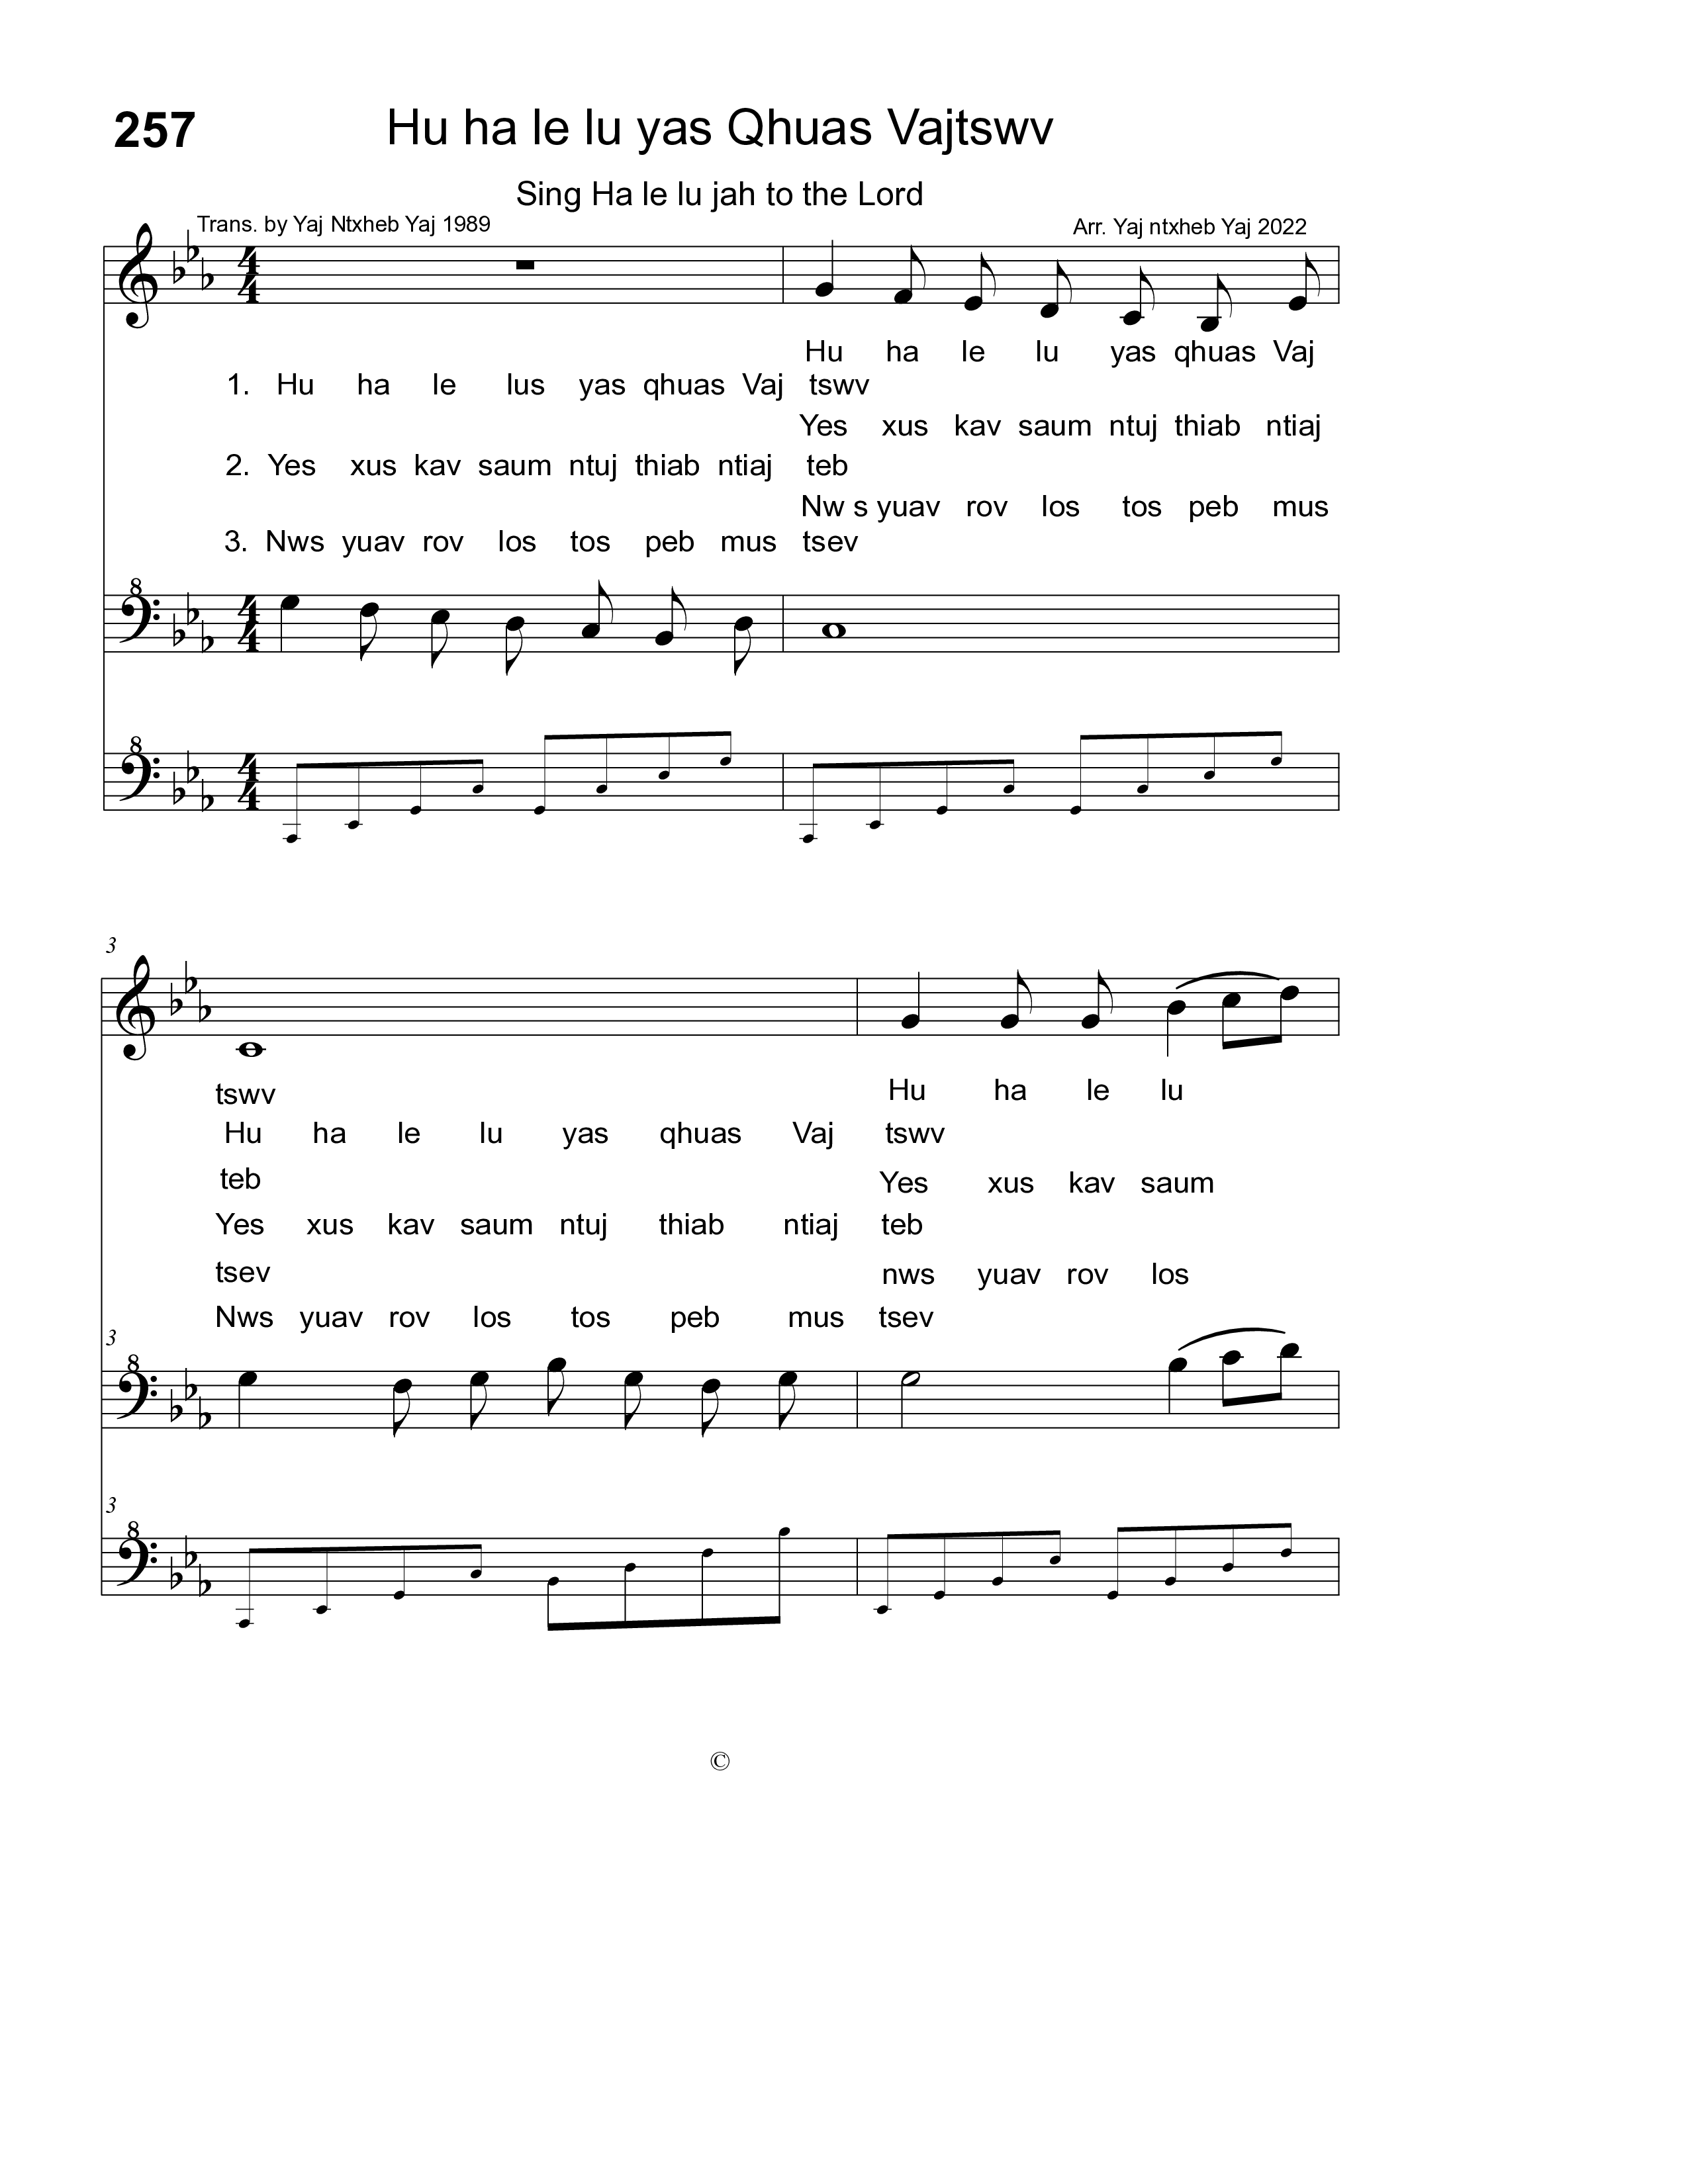 257
Hu ha le lu yas Qhuas Vajtswv
Sing Ha le lu jah to the Lord
Trans. by Yaj Ntxheb Yaj 1989
Arr. Yaj ntxheb Yaj 2022
Hu ha le lu yas qhuas Vaj
1. Hu ha le lus yas qhuas Vaj tswv
Yes xus kav saum ntuj thiab ntiaj
2. Yes xus kav saum ntuj thiab ntiaj teb
Nw s yuav rov los tos peb mus
3. Nws yuav rov los tos peb mus tsev
3
tswv Hu ha le lu
Hu ha le lu yas qhuas Vaj tswv
teb Yes xus kav saum
Yes xus kav saum ntuj thiab ntiaj teb
tsev nws yuav rov los
Nws yuav rov los tos peb mus tsev
3
3
©